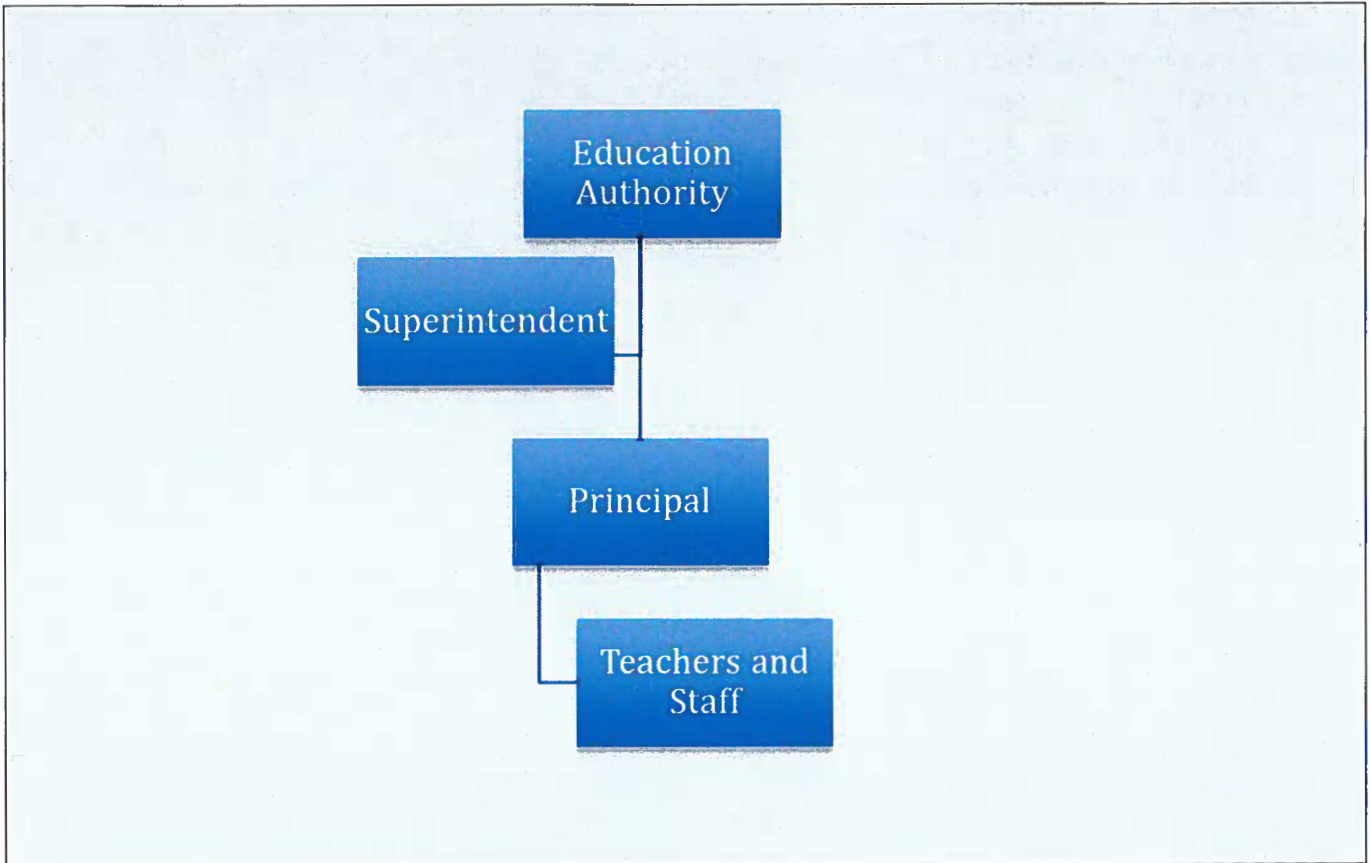 Education
Authority
Superintendent
Principal
Teachers and
Staff